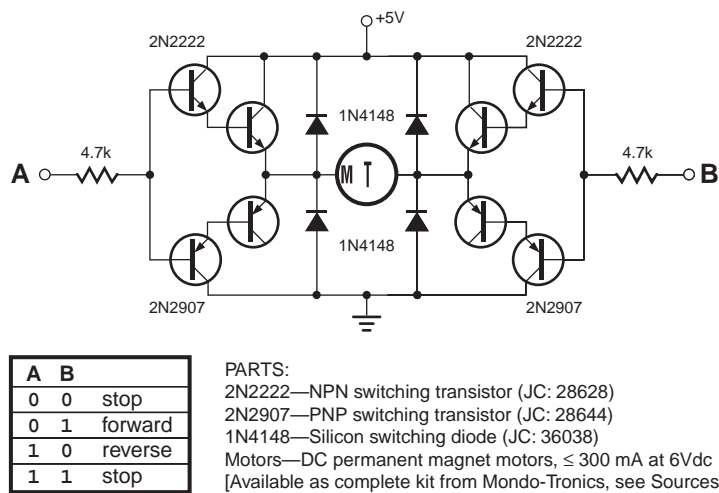 +5V
2N2222
2N2222
1N4148
4.7k
4.7k
A
M T
B
1N4148
2N2907
2N2907
A B
0 0 stop
0 1 forward
1 0 reverse
1 1 stop
PARTS:
2N2222—NPN switching transistor (JC: 28628)
2N2907—PNP switching transistor (JC: 28644)
1N4148—Silicon switching diode (JC: 36038)
Motors—DC permanent magnet motors, ≤ 300 mA at 6Vdc
[Available as complete kit from Mondo-Tronics, see Sources